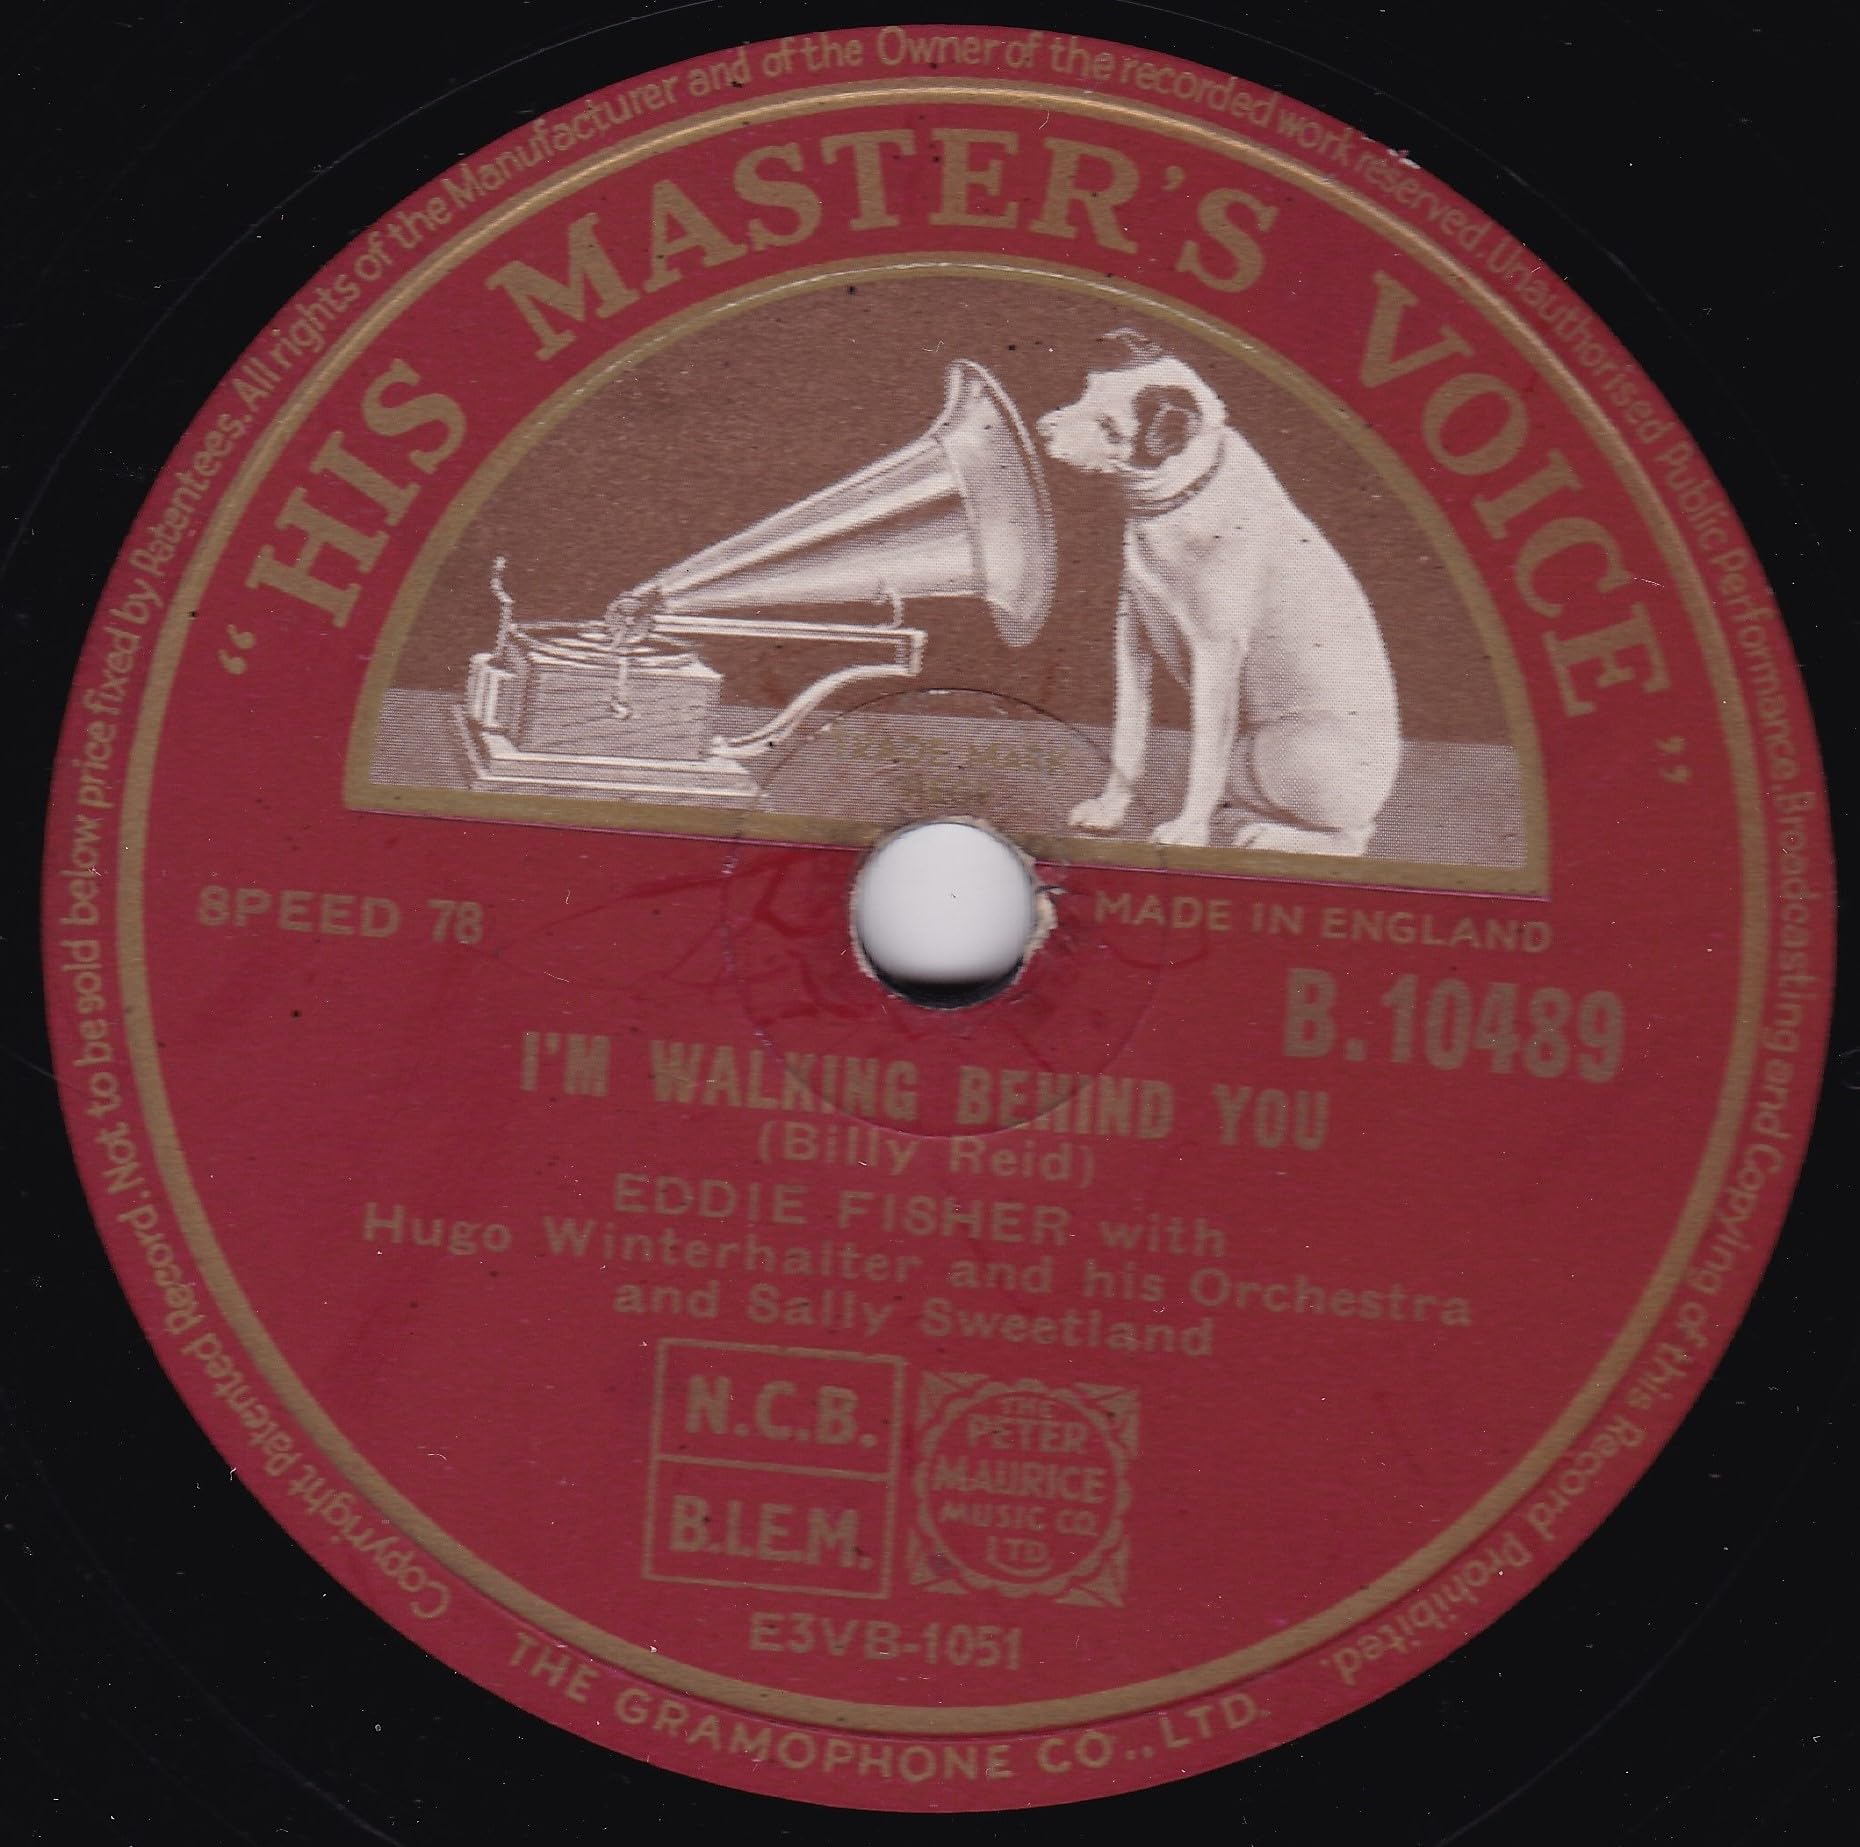 Copyright Patented Record. Not to be sold below price fixed by Patentees. All rights of the Manufacturer and of the Owner of the recorded work reserved. Unauthorised Public Performance, Broadcasting and Copying of this Record Prohibited.
“HIS MASTER'S VOICE”
TRADE MARK
SPEED 78
MADE IN ENGLAND
B.10489
I'M WALKING BEHIND YOU
(Billy Reid)
EDDIE FISHER with
Hugo Winterhalter and his Orchestra
and Sally Sweetland
N.C.B.
B.I.E.M.
THE
PETER
MAURICE
MUSIC CO.
LTD
E3VB-1051
THE GRAMOPHONE CO., LTD.